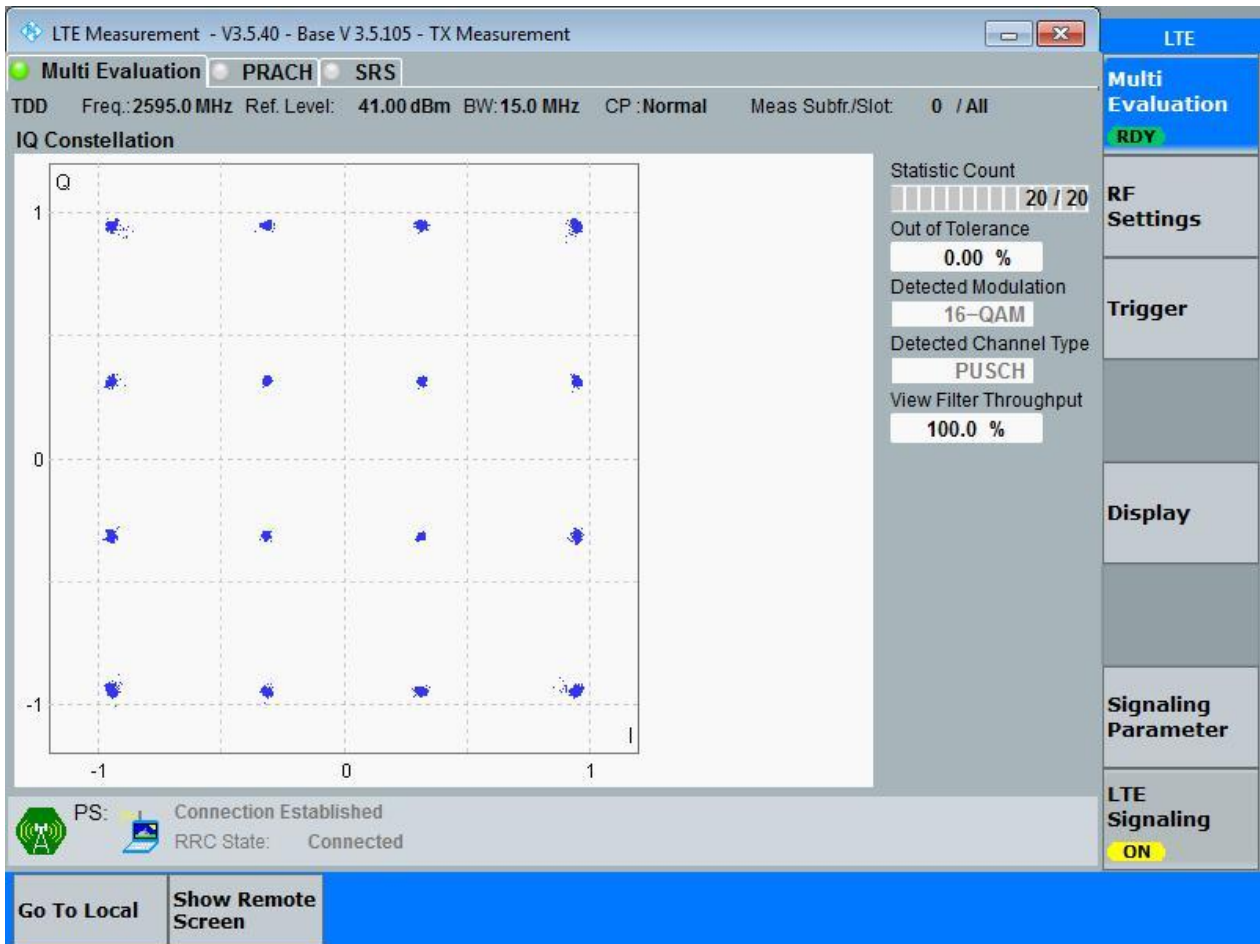 LTE Measurement - V3.5.40 - Base V 3.5.105 - TX Measurement
LTE
Multi Evaluation PRACH SRS
TDD Freq.:2595.0 MHz Ref. Level: 41.00 dBm BW:15.0 MHz CP :Normal Meas Subfr./Slot: 0 / All
IQ Constellation
Q
1
0
-1
I
-1 0 1
Statistic Count
20 / 20
Out of Tolerance
0.00 %
Detected Modulation
16-QAM
Detected Channel Type
PUSCH
View Filter Throughput
100.0 %
Multi
Evaluation
RDY
RF
Settings
Trigger
Display
Signaling
Parameter
LTE
Signaling
ON
PS: Connection Established
RRC State: Connected
Go To Local
Show Remote
Screen